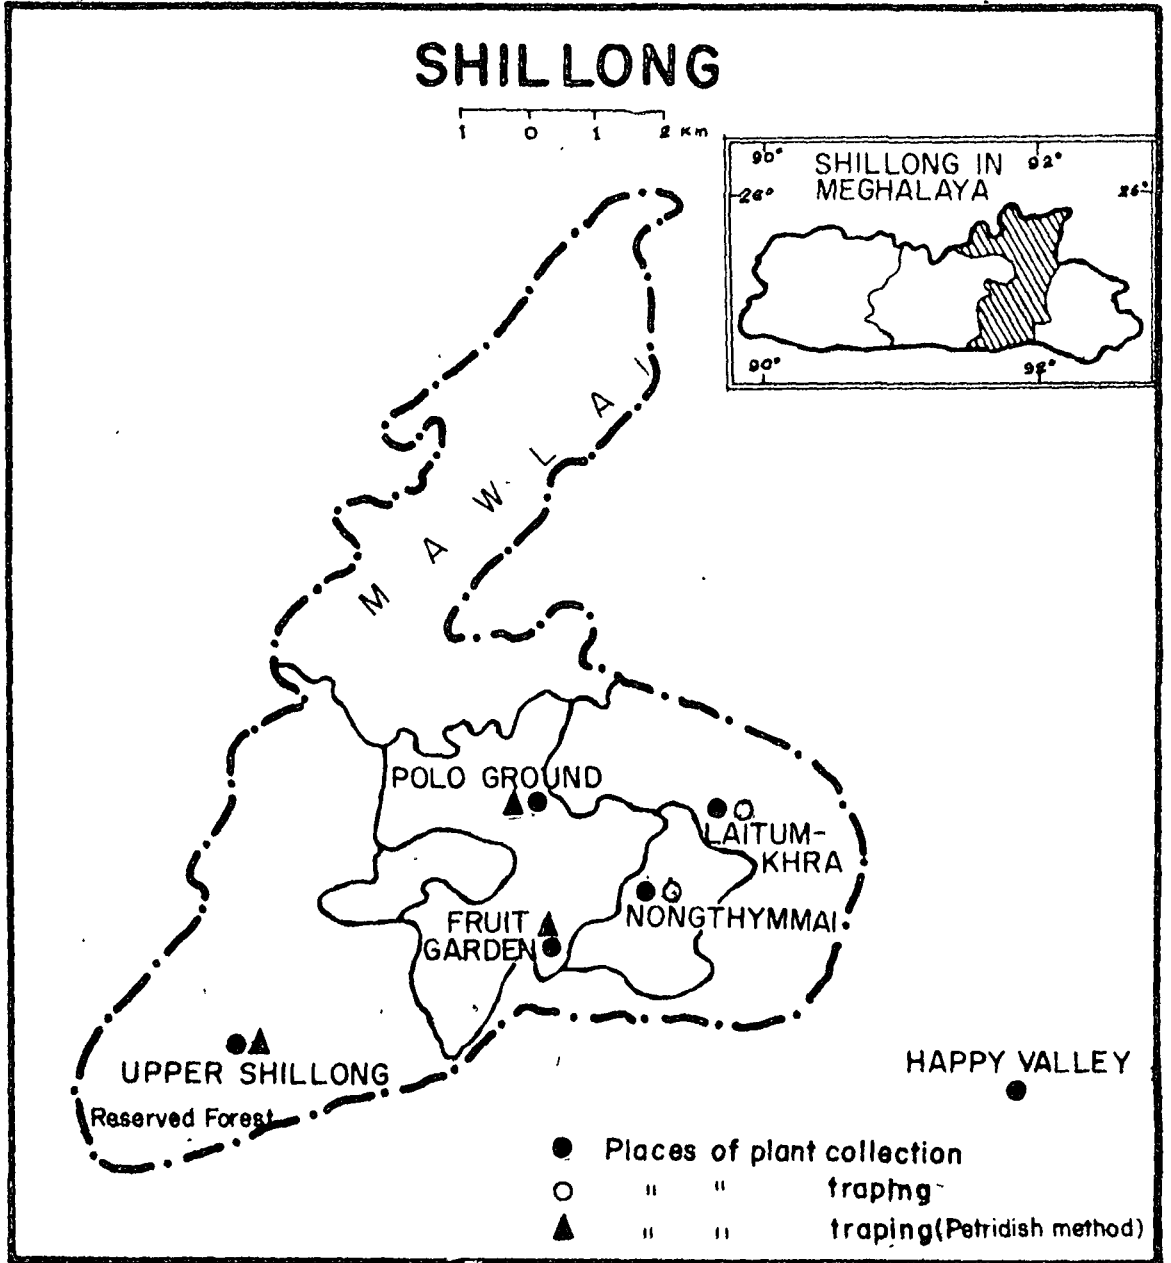 SHILLONG
1 0 1 2 Km
90° SHILLONG IN 92°
MEGHALAYA
26° 26°
90° 92°
MAWLAI
POLO GROUND
LAITUM-
KHRA
NONGTHYMMAI
FRUIT
GARDEN
UPPER SHILLONG
Reserved Forest
HAPPY VALLEY
Places of plant collection
" " traping
" " traping (Petridish method)